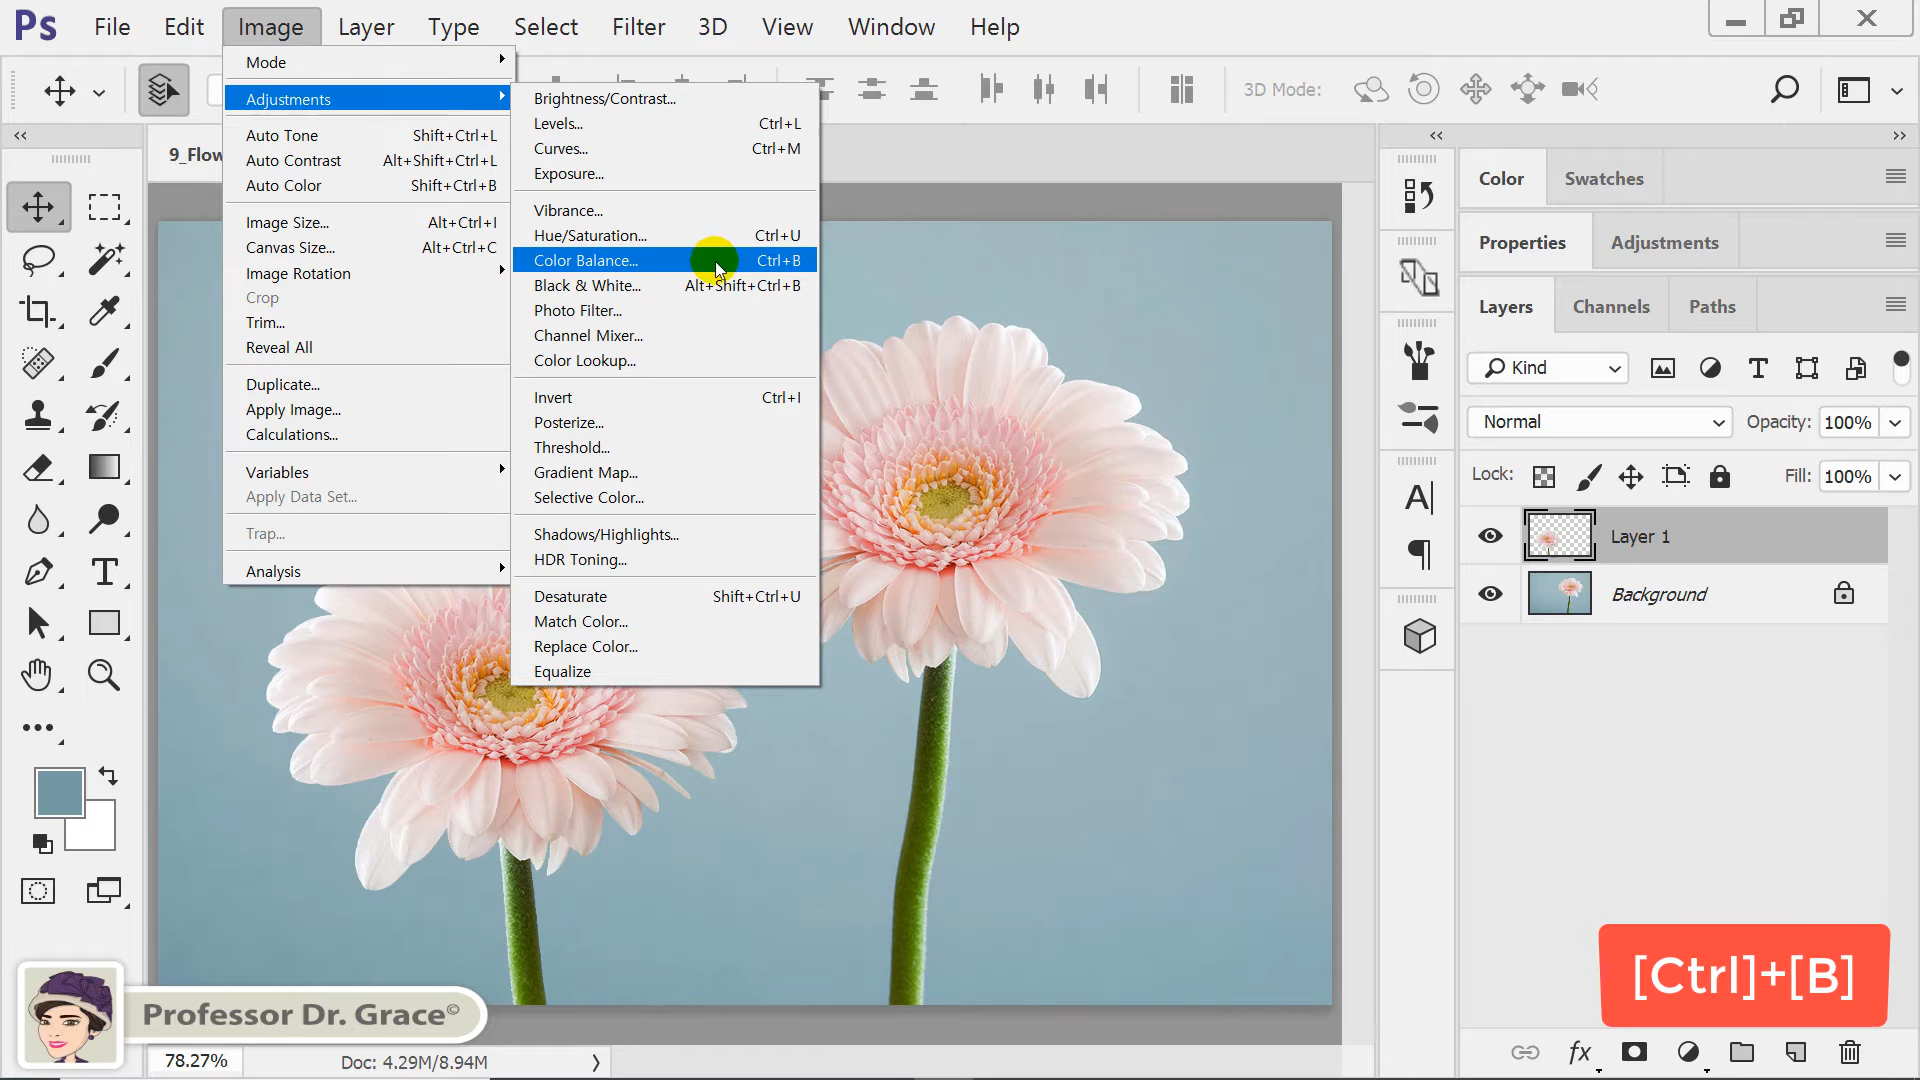 Ps File Edit Image Layer Type Select Filter 3D View Window Help
3D Mode:
9_Flow
Mode
Adjustments
Auto Tone Shift+Ctrl+L
Auto Contrast Alt+Shift+Ctrl+L
Auto Color Shift+Ctrl+B
Image Size... Alt+Ctrl+I
Canvas Size... Alt+Ctrl+C
Image Rotation
Crop
Trim...
Reveal All
Duplicate...
Apply Image...
Calculations...
Variables
Apply Data Set...
Trap...
Analysis
Brightness/Contrast...
Levels... Ctrl+L
Curves... Ctrl+M
Exposure...
Vibrance...
Hue/Saturation... Ctrl+U
Color Balance... Ctrl+B
Black & White... Alt+Shift+Ctrl+B
Photo Filter...
Channel Mixer...
Color Lookup...
Invert Ctrl+I
Posterize...
Threshold...
Gradient Map...
Selective Color...
Shadows/Highlights...
HDR Toning...
Desaturate Shift+Ctrl+U
Match Color...
Replace Color...
Equalize
Color Swatches
Properties Adjustments
Layers Channels Paths
Kind
Normal Opacity: 100%
Lock: Fill: 100%
Layer 1
Background
[Ctrl]+[B]
fx
Professor Dr. Grace©
78.27% Doc: 4.29M/8.94M